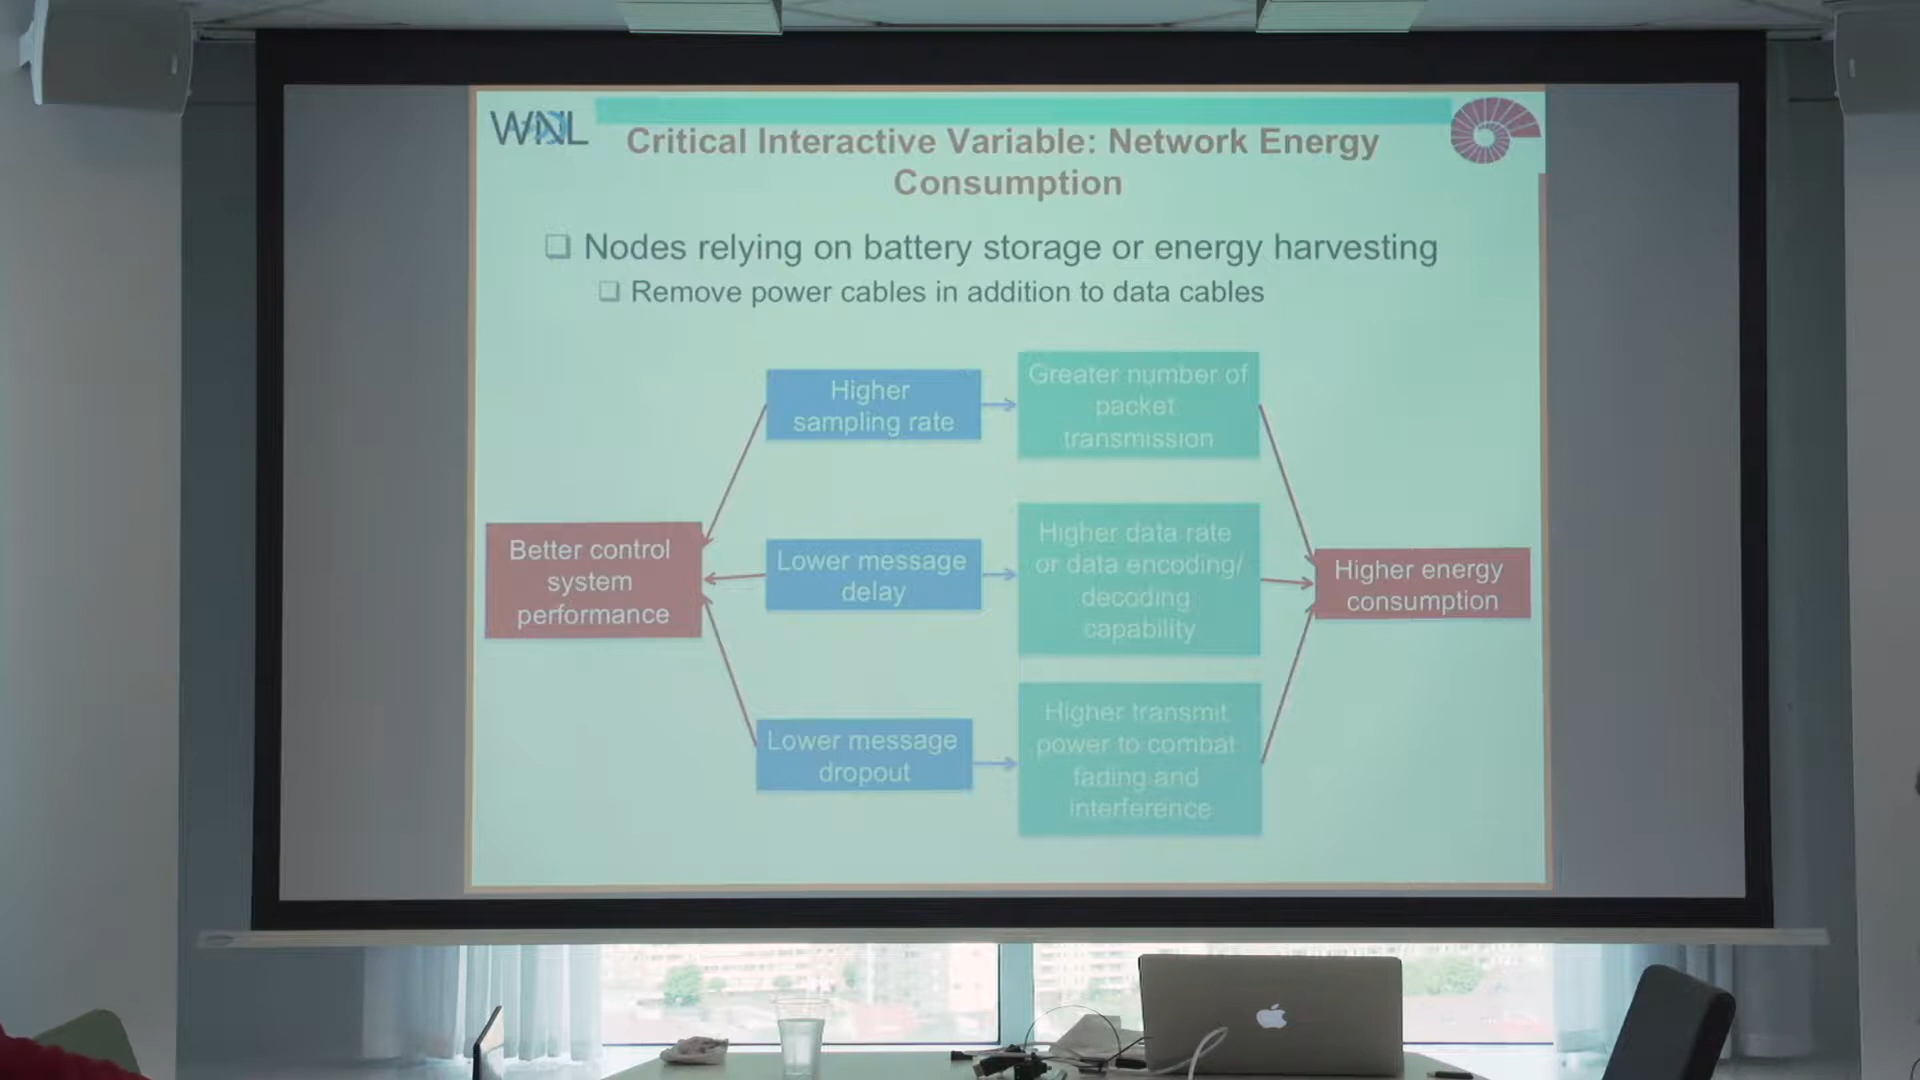 WNL
Critical Interactive Variable: Network Energy
Consumption
Nodes relying on battery storage or energy harvesting
Remove power cables in addition to data cables
Higher
sampling rate
Greater number of
packet
transmission
Better control
system
performance
Lower message
delay
Higher data rate
or data encoding/
decoding
capability
Higher energy
consumption
Lower message
dropout
Higher transmit
power to combat
fading and
interference